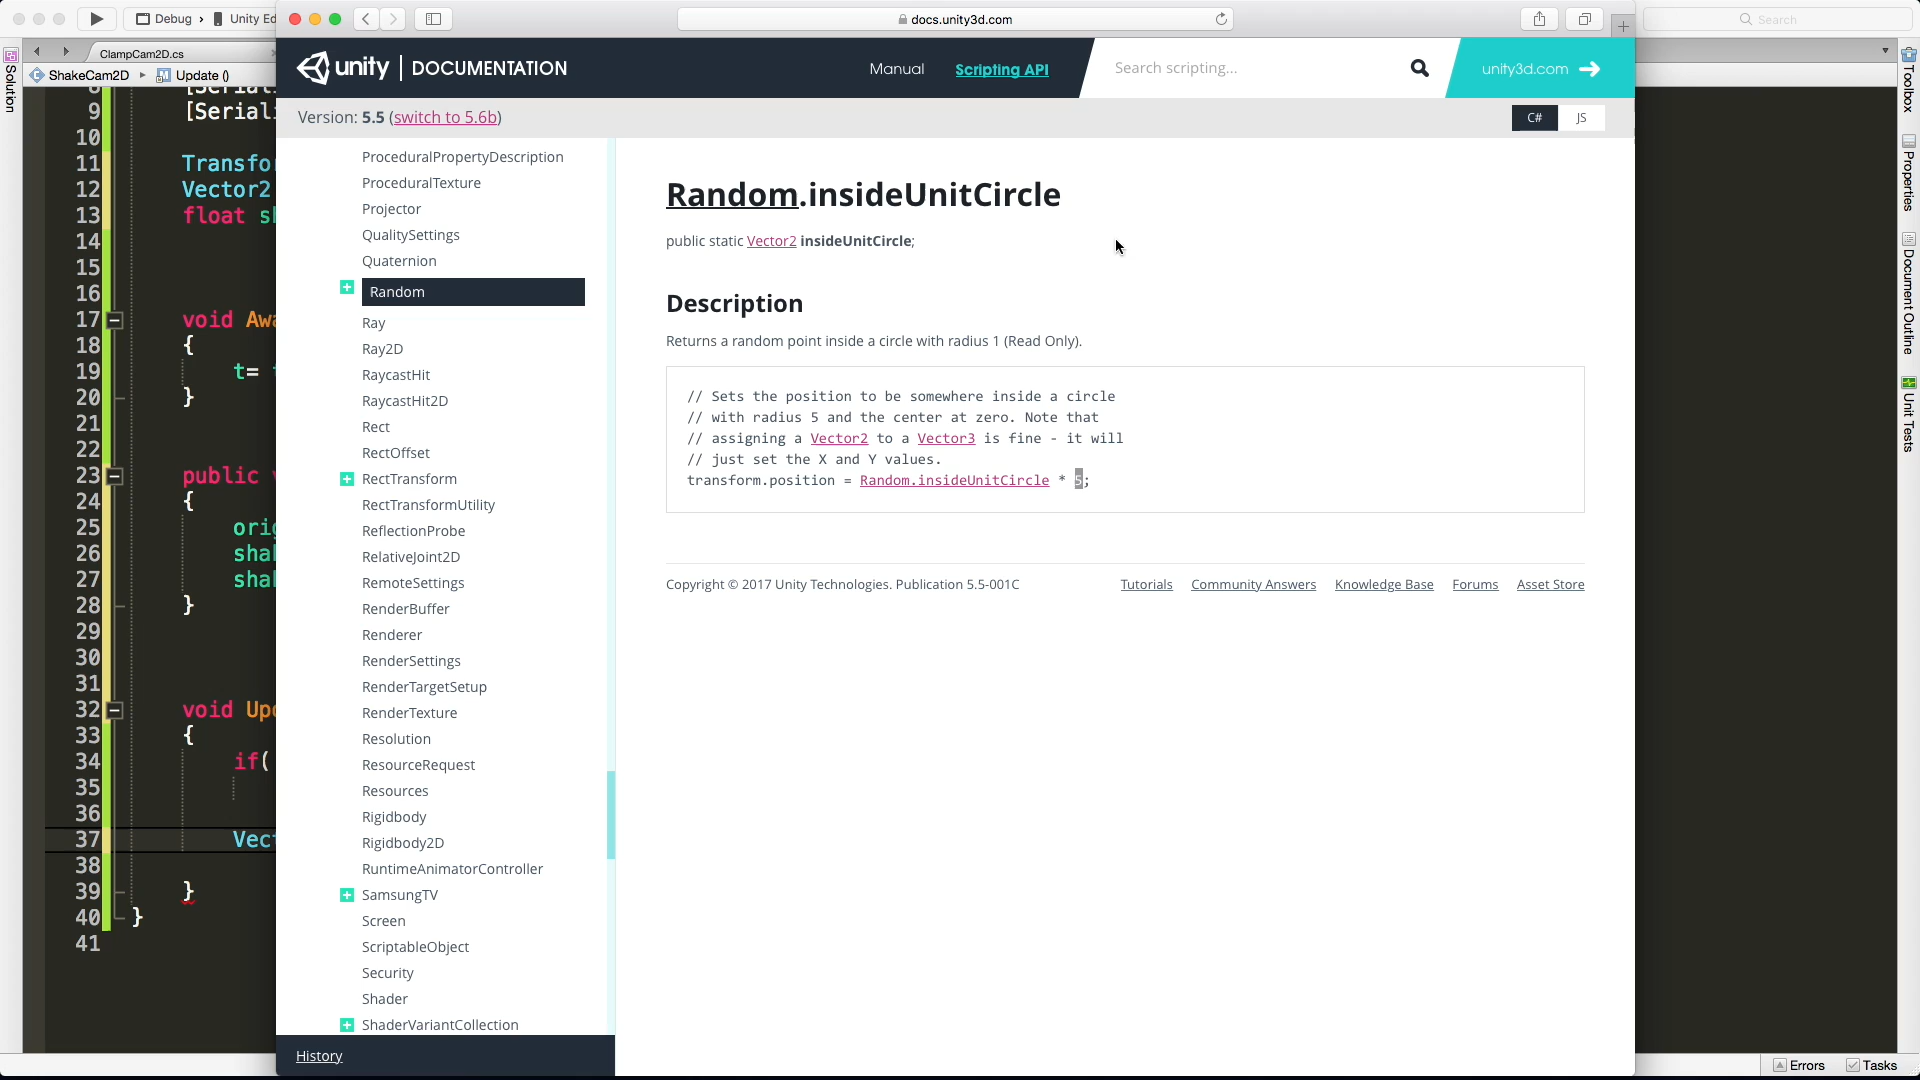 Debug › Unity Ed
docs.unity3d.com
Search
ClampCam2D.cs
ShakeCam2D ▸ Update ()
Solution
unity | DOCUMENTATION
Manual
Scripting API
Search scripting...
unity3d.com
Version: 5.5 (switch to 5.6b)
C#
JS
9 [Serial
10
11 Transfo
12 Vector2
13 float s
14
15
16
17 void Awa
18 {
19 t=
20 }
21
22
23 public
24 {
25 orig
26 shak
27 shak
28 }
29
30
31
32 void Upd
33 {
34 if(
35
36
37 Vect
38
39 }
40 }
41
ProceduralPropertyDescription
ProceduralTexture
Projector
QualitySettings
Quaternion
Random
Ray
Ray2D
RaycastHit
RaycastHit2D
Rect
RectOffset
RectTransform
RectTransformUtility
ReflectionProbe
RelativeJoint2D
RemoteSettings
RenderBuffer
Renderer
RenderSettings
RenderTargetSetup
RenderTexture
Resolution
ResourceRequest
Resources
Rigidbody
Rigidbody2D
RuntimeAnimatorController
SamsungTV
Screen
ScriptableObject
Security
Shader
ShaderVariantCollection
History
Random.insideUnitCircle
public static Vector2 insideUnitCircle;
Description
Returns a random point inside a circle with radius 1 (Read Only).
// Sets the position to be somewhere inside a circle
// with radius 5 and the center at zero. Note that
// assigning a Vector2 to a Vector3 is fine - it will
// just set the X and Y values.
transform.position = Random.insideUnitCircle * 5;
Copyright © 2017 Unity Technologies. Publication 5.5-001C
Tutorials
Community Answers
Knowledge Base
Forums
Asset Store
Toolbox
Properties
Document Outline
Unit Tests
Errors
Tasks